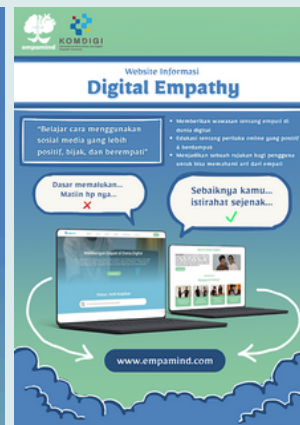 empamind
KOMDIGI
Website Informasi
Digital Empathy
"Belajar cara menggunakan
sosial media yang lebih
positif, bijak, dan berempati"
• Memberikan wawasan tentang empati di
dunia digital
• Edukasi tentang perilaku online yang positif
& berdampak
• Menjadikan sebuah rujukan bagi pengguna
untuk bisa memahami arti dari empati
Dasar memalukan...
Matiin hp nya...
Sebaiknya kamu...
istirahat sejenak...
www.empamind.com